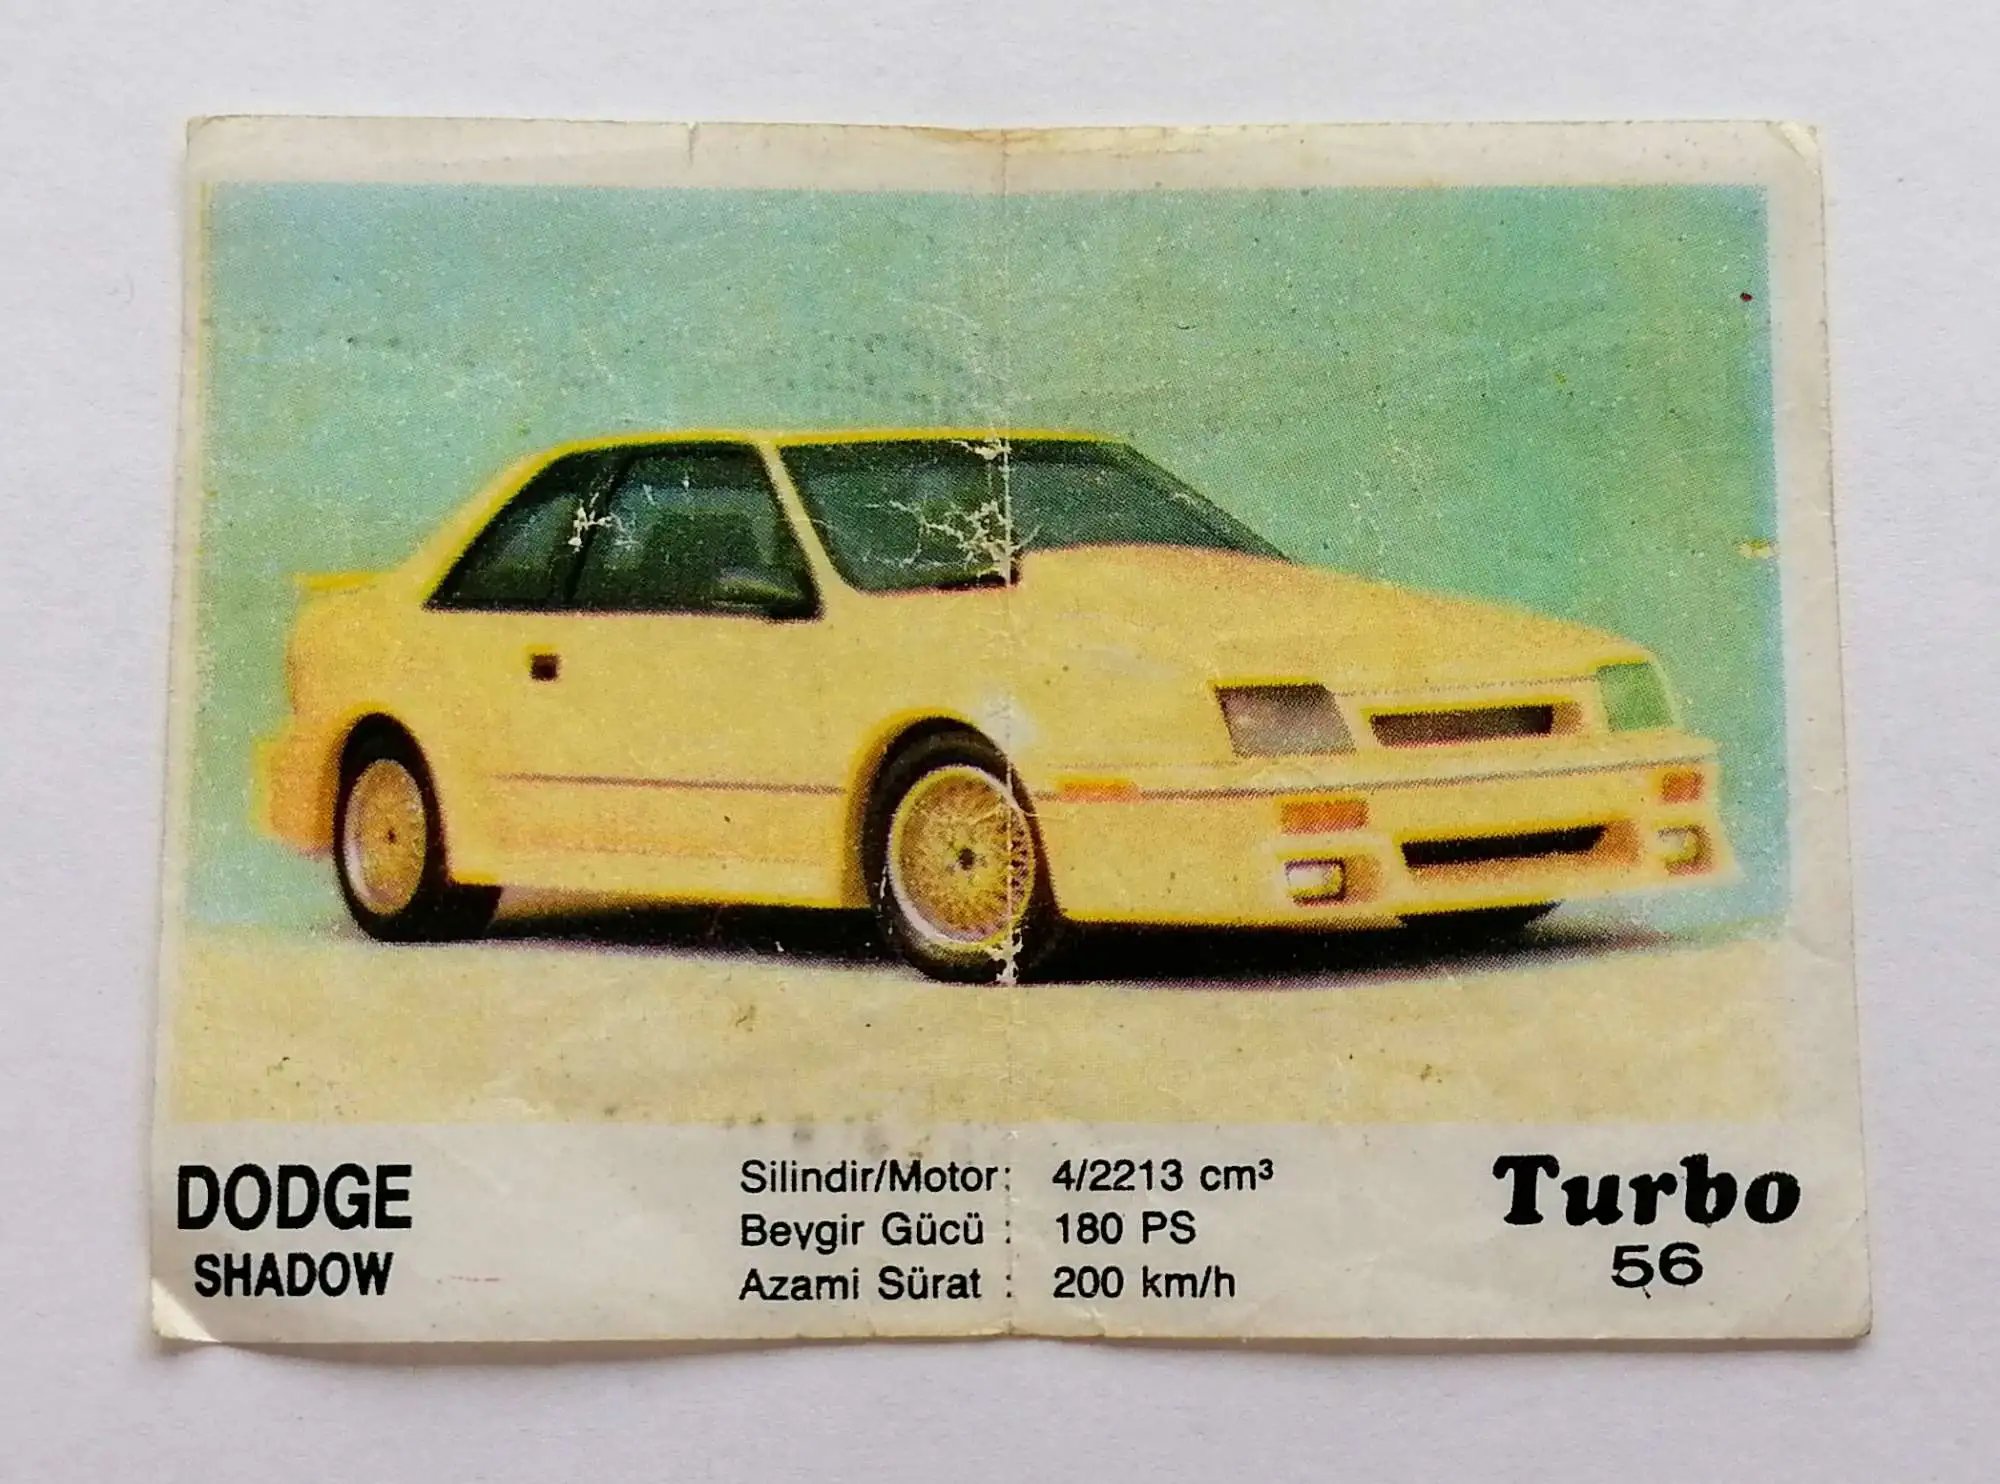 DODGE
SHADOW
Silindir/Motor: 4/2213 cm³
Beygir Gücü : 180 PS
Azami Sürat : 200 km/h
Turbo
56